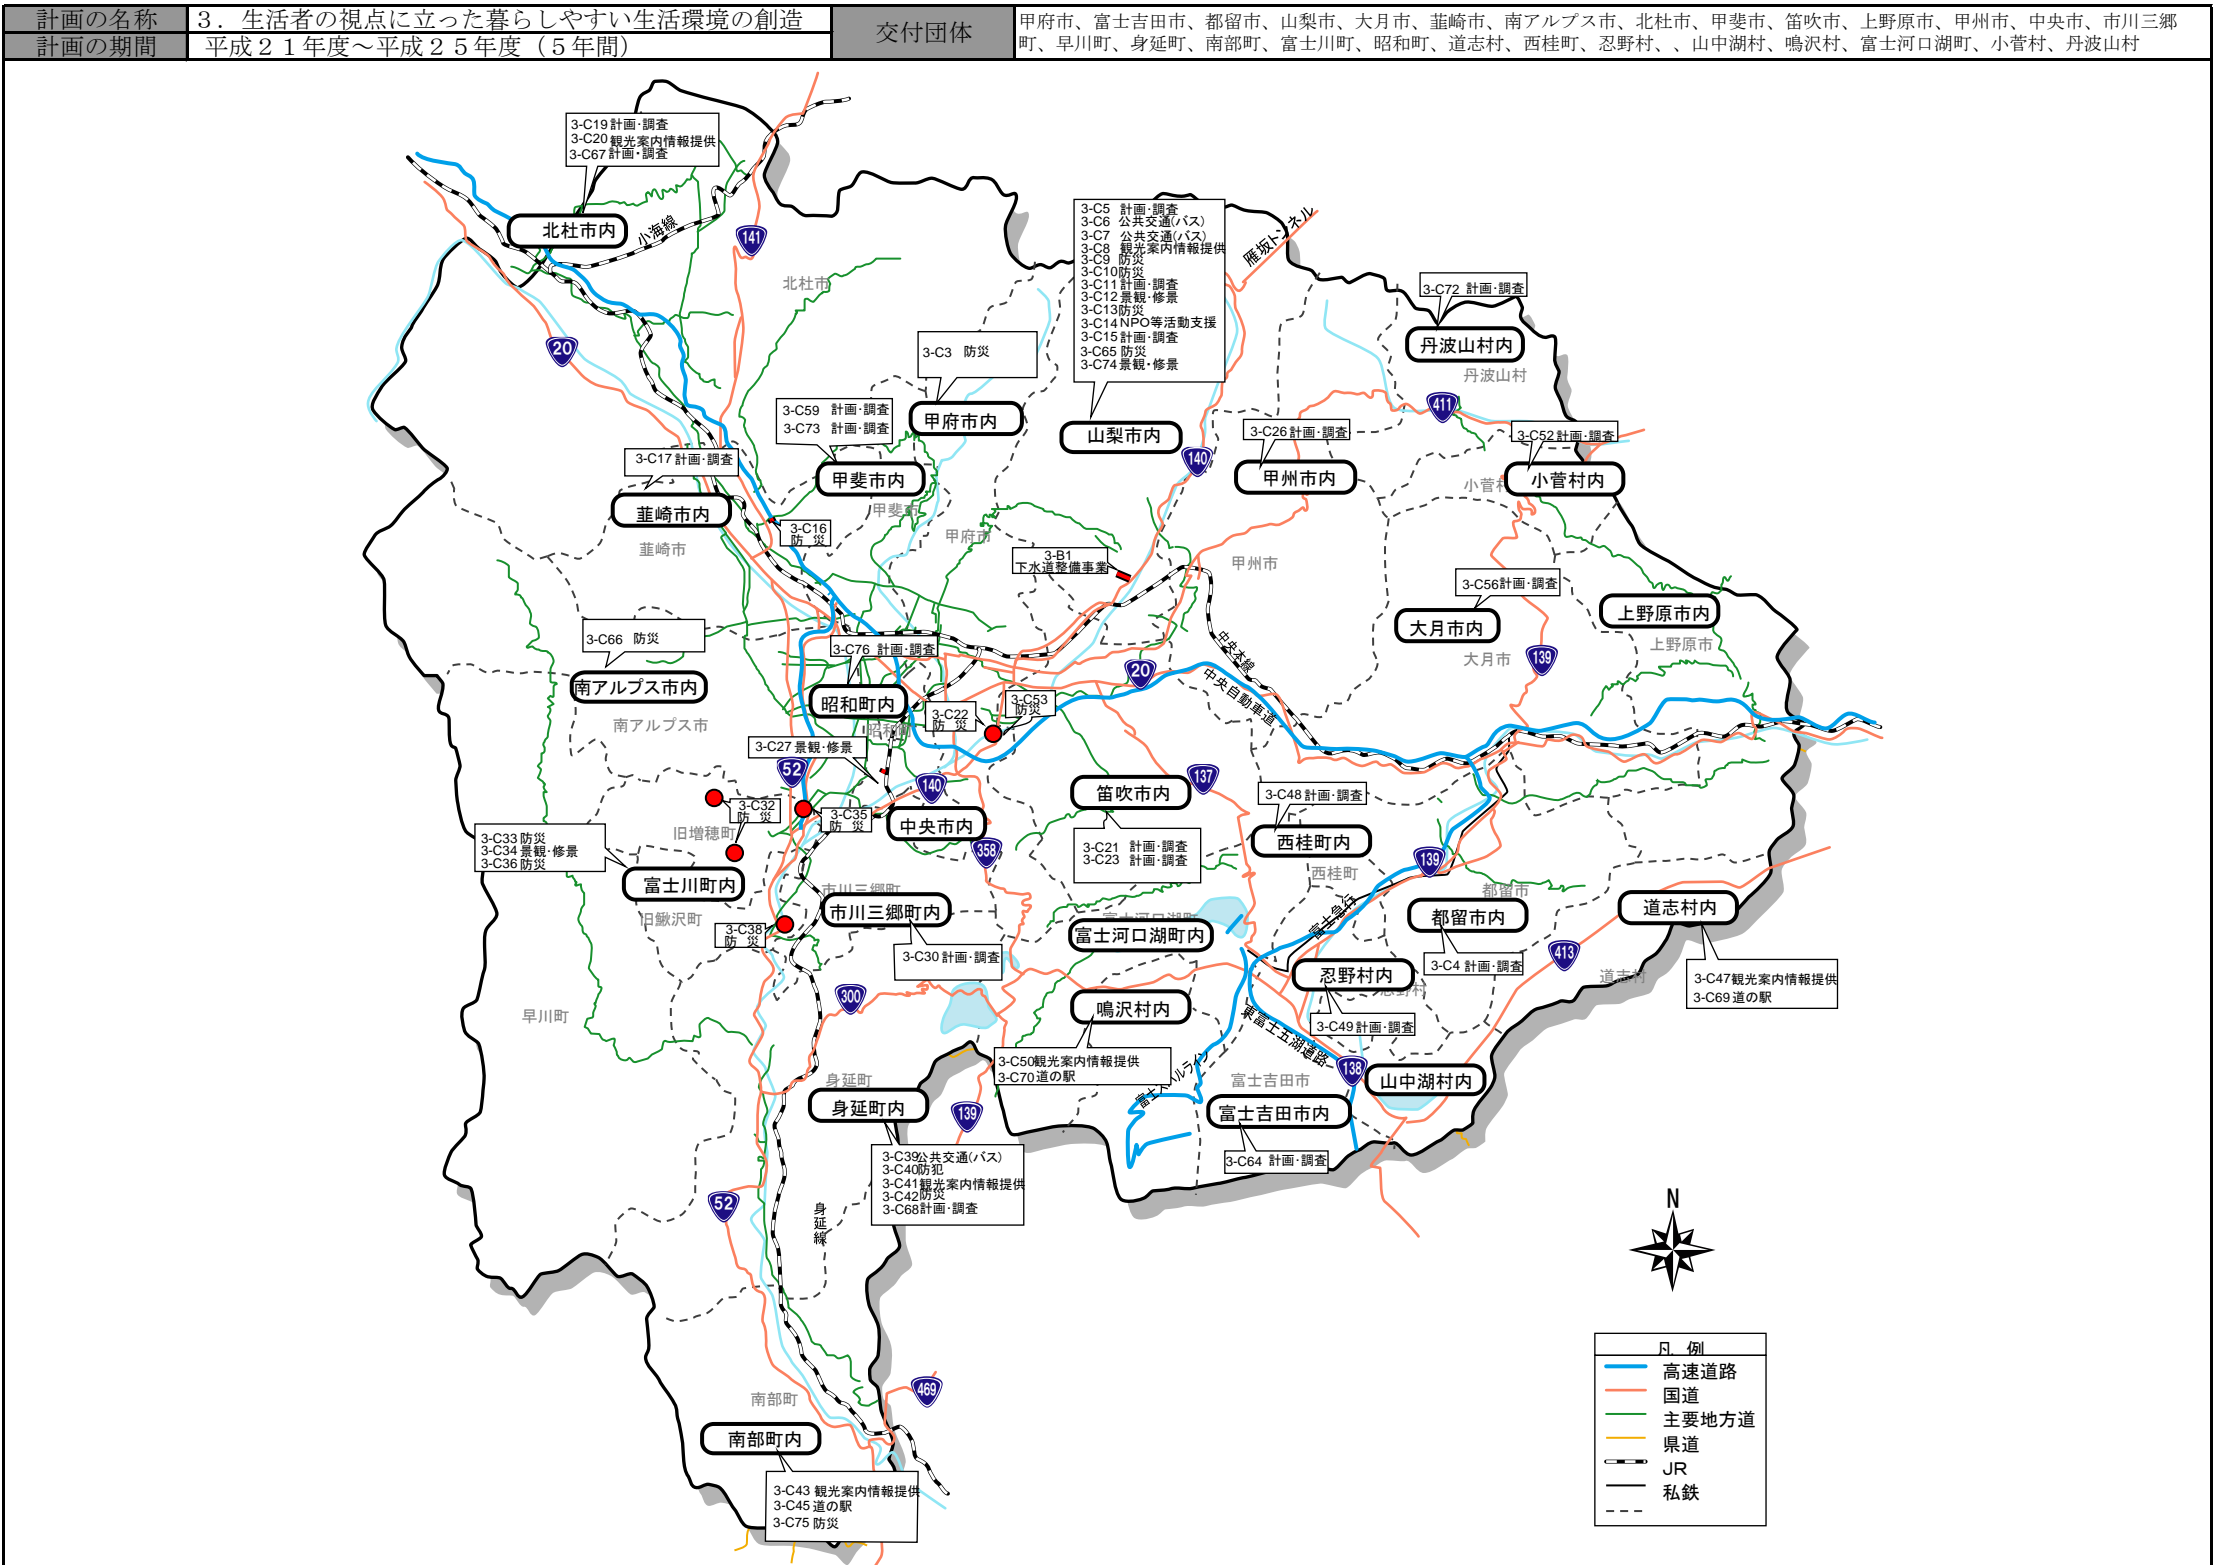 計画の名称
３．生活者の視点に立った暮らしやすい生活環境の創造
計画の期間
平成２１年度～平成２５年度（５年間）
交付団体
甲府市、富士吉田市、都留市、山梨市、大月市、韮崎市、南アルプス市、北杜市、甲斐市、笛吹市、上野原市、甲州市、中央市、市川三郷
町、早川町、身延町、南部町、富士川町、昭和町、道志村、西桂町、忍野村、、山中湖村、鳴沢村、富士河口湖町、小菅村、丹波山村
3-C19 計画・調査
3-C20 観光案内情報提供
3-C67 計画・調査
北杜市内
小海線
141
北杜市
20
3-C5 計画・調査
3-C6 公共交通(バス)
3-C7 公共交通(バス)
3-C8 観光案内情報提供
3-C9 防災
3-C10 防災
3-C11 計画・調査
3-C12 景観・修景
3-C13 防災
3-C14 NPO等活動支援
3-C15 計画・調査
3-C65 防災
3-C74 景観・修景
山梨市内
雁坂トンネル
140
3-C72 計画・調査
丹波山村内
丹波山村
411
3-C3 防災
甲府市内
甲府市
3-C59 計画・調査
3-C73 計画・調査
甲斐市内
甲斐市
3-C17 計画・調査
韮崎市内
韮崎市
3-C16
防 災
3-C26 計画・調査
甲州市内
甲州市
3-C52 計画・調査
小菅村内
小菅村
3-B1
下水道整備事業
3-C56 計画・調査
大月市内
大月市
139
上野原市内
上野原市
3-C66 防災
南アルプス市内
南アルプス市
3-C76 計画・調査
昭和町内
昭和町
中央本線
中央自動車道
20
3-C22
防 災
3-C53
防災
3-C27 景観・修景
52
140
中央市内
358
137
笛吹市内
3-C21 計画・調査
3-C23 計画・調査
3-C48 計画・調査
西桂町内
西桂町
139
3-C32
防 災
3-C35
防 災
旧増穂町
3-C33 防災
3-C34 景観・修景
3-C36 防災
富士川町内
旧鰍沢町
3-C38
防 災
市川三郷町
市川三郷町内
3-C30 計画・調査
富士河口湖町
富士河口湖町内
富士急行
都留市
都留市内
3-C4 計画・調査
道志村内
道志村
413
3-C47 観光案内情報提供
3-C69 道の駅
忍野村内
忍野村
3-C49 計画・調査
300
早川町
鳴沢村内
3-C50 観光案内情報提供
3-C70 道の駅
東富士五湖道路
富士スバルライン
138
山中湖村内
富士吉田市
富士吉田市内
3-C64 計画・調査
身延町
身延町内
139
3-C39 公共交通(バス)
3-C40 防犯
3-C41 観光案内情報提供
3-C42 防災
3-C68 計画・調査
52
身延線
469
南部町
南部町内
3-C43 観光案内情報提供
3-C45 道の駅
3-C75 防災
N
凡 例
高速道路
国道
主要地方道
県道
JR
私鉄